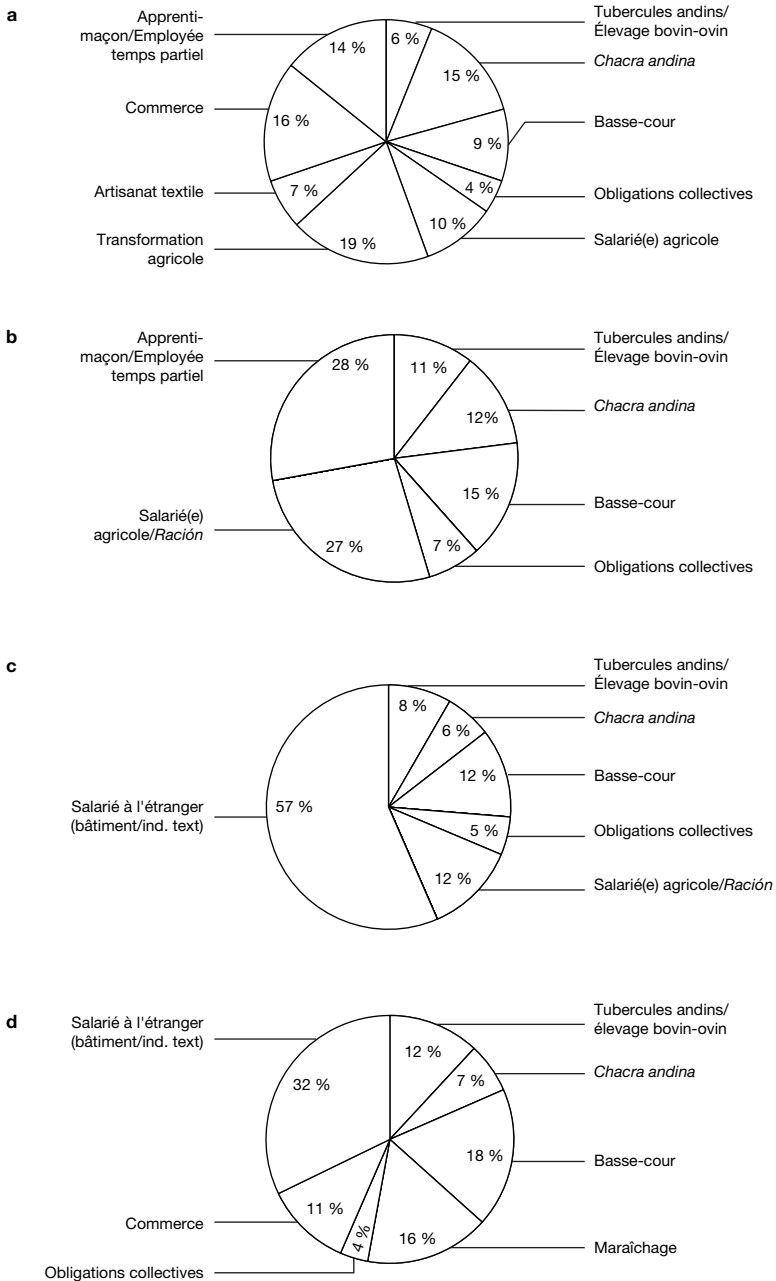 a
Apprenti-
maçon/Employée
temps partiel
Commerce
Artisanat textile
Transformation
agricole
14 %
16 %
7 %
19 %
6 %
15 %
9 %
4 %
10 %
Tubercules andins/
Élevage bovin-ovin
Chacra andina
Basse-cour
Obligations collectives
Salarié(e) agricole
b
Apprenti-
maçon/Employée
temps partiel
Salarié(e)
agricole/Ración
28 %
27 %
11 %
12%
15 %
7 %
Tubercules andins/
Élevage bovin-ovin
Chacra andina
Basse-cour
Obligations collectives
c
Salarié à l'étranger
(bâtiment/ind. text)
57 %
8 %
6 %
12 %
5 %
12 %
Tubercules andins/
Élevage bovin-ovin
Chacra andina
Basse-cour
Obligations collectives
Salarié(e) agricole/Ración
d
Salarié à l'étranger
(bâtiment/ind. text)
Commerce
Obligations collectives
32 %
11 %
4 %
12 %
7 %
18 %
16 %
Tubercules andins/
élevage bovin-ovin
Chacra andina
Basse-cour
Maraîchage